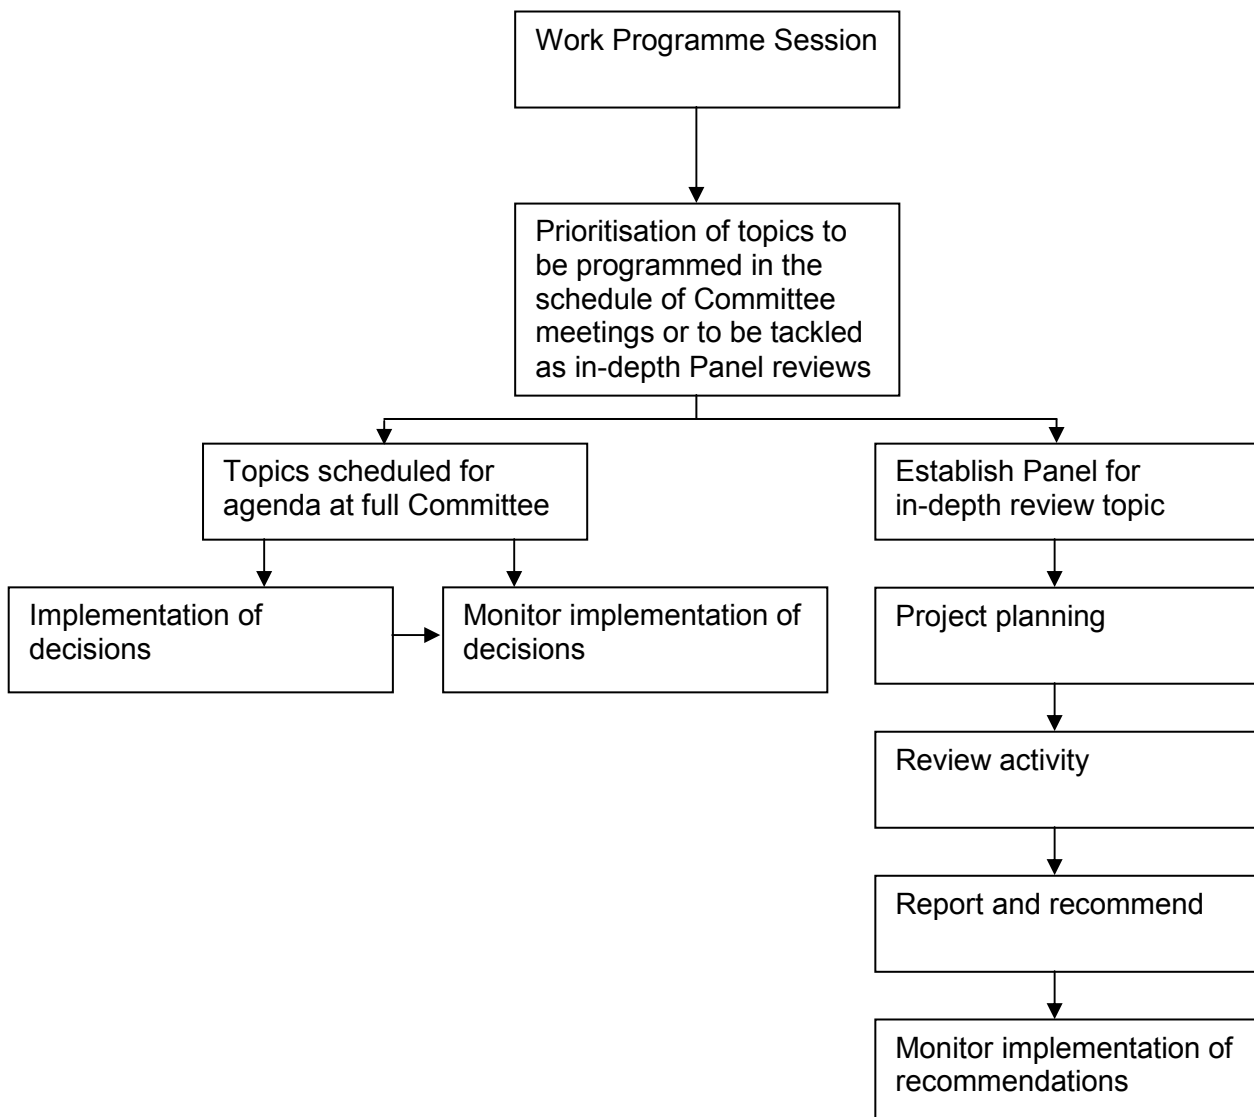 Work Programme Session
Prioritisation of topics to
be programmed in the
schedule of Committee
meetings or to be tackled
as in-depth Panel reviews
Topics scheduled for
agenda at full Committee
Establish Panel for
in-depth review topic
Implementation of
decisions
Monitor implementation of
decisions
Project planning
Review activity
Report and recommend
Monitor implementation of
recommendations